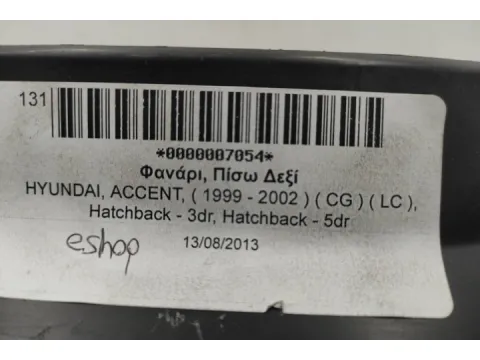 131
*0000007054*
Φανάρι, Πίσω Δεξί
HYUNDAI, ACCENT, ( 1999 - 2002 ) ( CG ) ( LC ),
Hatchback - 3dr, Hatchback - 5dr
eshop 13/08/2013